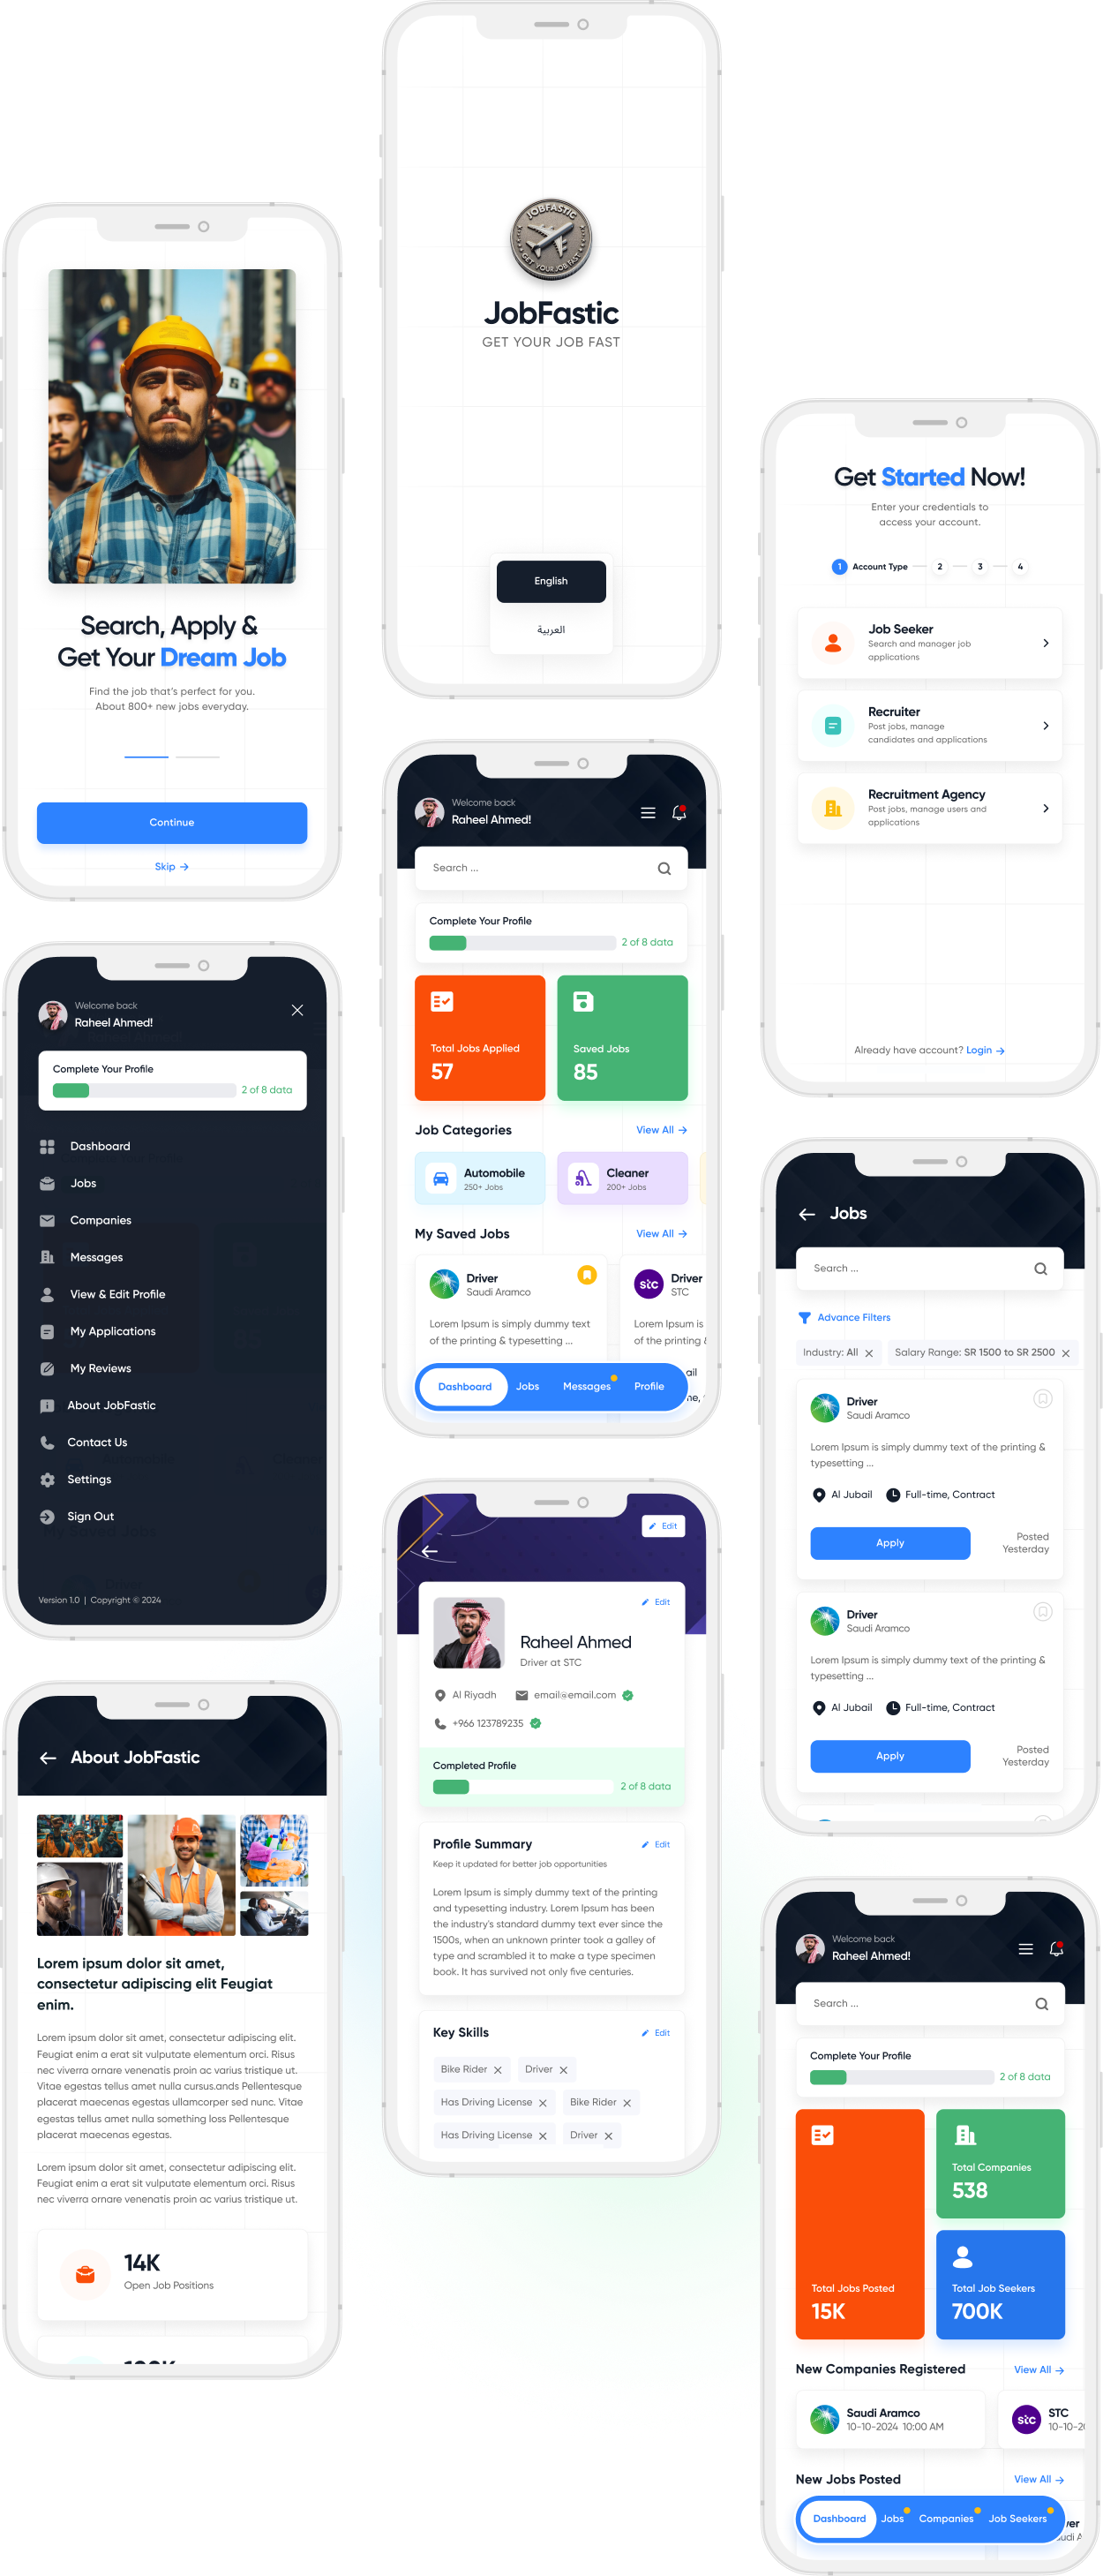 JOBFASTIC
GET YOUR JOB FAST
JobFastic
GET YOUR JOB FAST
English
العربية
Search, Apply &
Get Your Dream Job
Find the job that's perfect for you.
About 800+ new jobs everyday.
Continue
Skip →
Get Started Now!
Enter your credentials to
access your account.
1 Account Type 2 3 4
Job Seeker
Search and manager job
applications
Recruiter
Post jobs, manage
candidates and applications
Recruitment Agency
Post jobs, manage users and
applications
Already have account? Login →
Welcome back
Raheel Ahmed!
Search ...
Complete Your Profile
2 of 8 data
Total Jobs Applied
57
Saved Jobs
85
Job Categories View All →
Automobile
250+ Jobs
Cleaner
200+ Jobs
My Saved Jobs View All →
Driver
Saudi Aramco
Lorem Ipsum is simply dummy text
of the printing & typesetting ...
stc
Driver
STC
Lorem Ipsum is
of the printing &
Dashboard Jobs Messages Profile
Welcome back
Raheel Ahmed!
Complete Your Profile
2 of 8 data
Dashboard
Jobs
Companies
Messages
View & Edit Profile
My Applications
My Reviews
About JobFastic
Contact Us
Settings
Sign Out
Version 1.0 | Copyright © 2024
← Jobs
Search ...
Advance Filters
Industry: All × Salary Range: SR 1500 to SR 2500 ×
Driver
Saudi Aramco
Lorem Ipsum is simply dummy text of the printing &
typesetting ...
Al Jubail Full-time, Contract
Apply
Posted
Yesterday
Driver
Saudi Aramco
Lorem Ipsum is simply dummy text of the printing &
typesetting ...
Al Jubail Full-time, Contract
Apply
Posted
Yesterday
Edit
Edit
Raheel Ahmed
Driver at STC
Al Riyadh email@email.com
+966 123789235
Completed Profile
2 of 8 data
Profile Summary Edit
Keep it updated for better job opportunities
Lorem Ipsum is simply dummy text of the printing
and typesetting industry. Lorem Ipsum has been
the industry's standard dummy text ever since the
1500s, when an unknown printer took a galley of
type and scrambled it to make a type specimen
book. It has survived not only five centuries.
Key Skills Edit
Bike Rider × Driver ×
Has Driving License × Bike Rider ×
Has Driving License × Driver ×
← About JobFastic
Lorem ipsum dolor sit amet,
consectetur adipiscing elit Feugiat
enim.
Lorem ipsum dolor sit amet, consectetur adipiscing elit.
Feugiat enim a erat sit vulputate elementum orci. Risus
nec viverra ornare venenatis proin ac varius tristique ut.
Vitae egestas tellus amet nulla cursus.ands Pellentesque
placerat maecenas egestas ullamcorper sed nunc. Vitae
egestas tellus amet nulla something loss Pellentesque
placerat maecenas egestas.
Lorem ipsum dolor sit amet, consectetur adipiscing elit.
Feugiat enim a erat sit vulputate elementum orci. Risus
nec viverra ornare venenatis proin ac varius tristique ut.
14K
Open Job Positions
Welcome back
Raheel Ahmed!
Search ...
Complete Your Profile
2 of 8 data
Total Jobs Posted
15K
Total Companies
538
Total Job Seekers
700K
New Companies Registered View All →
Saudi Aramco
10-10-2024 10:00 AM
stc
STC
10-10-20
New Jobs Posted View All →
Dashboard Jobs Companies Job Seekers